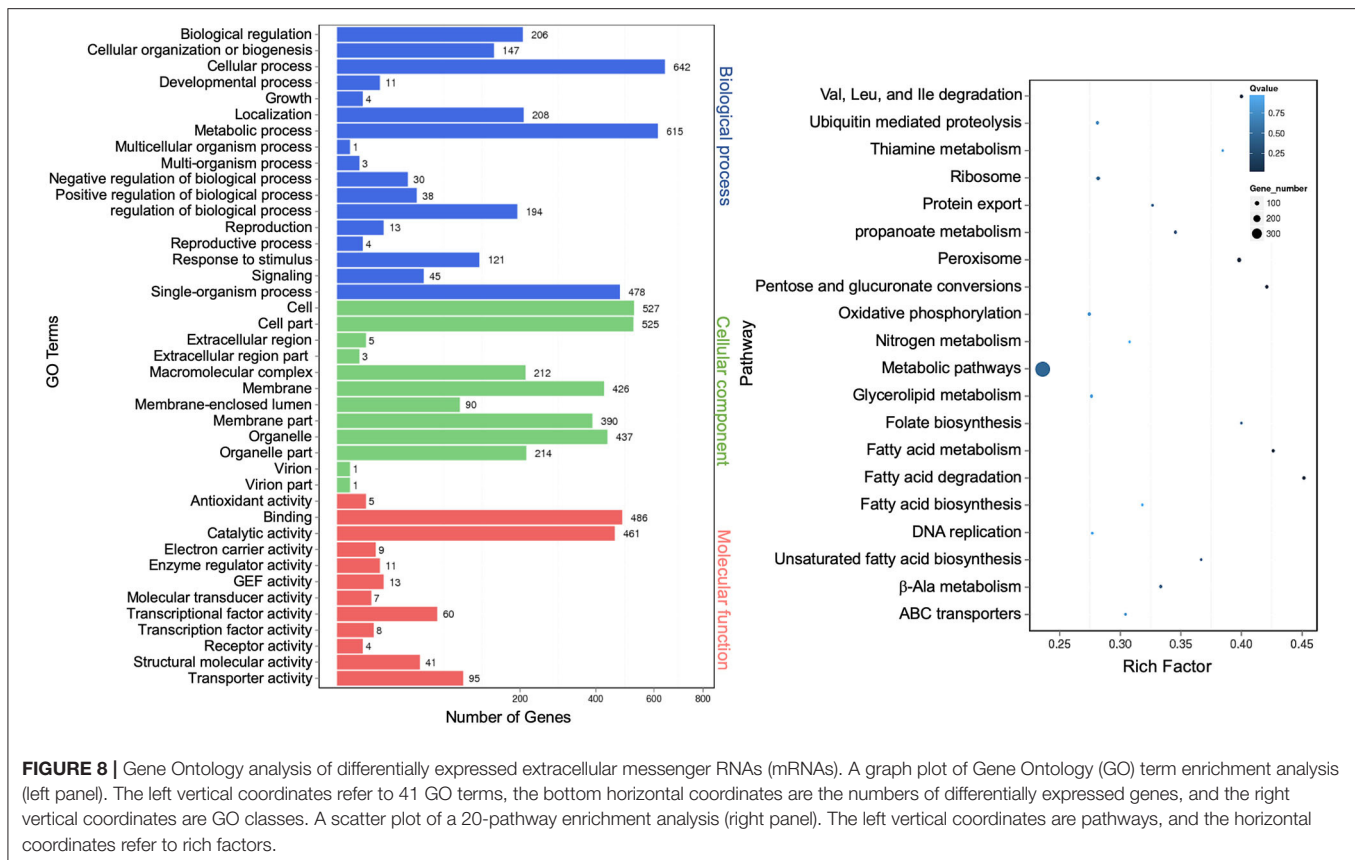 Biological regulation 206
Cellular organization or biogenesis 147
Cellular process 642
Developmental process 11
Growth 4
Localization 208
Metabolic process 615
Multicellular organism process 1
Multi-organism process 3
Negative regulation of biological process 30
Positive regulation of biological process 38
regulation of biological process 194
Reproduction 13
Reproductive process 4
Response to stimulus 121
Signaling 45
Single-organism process 478
Cell 527
Cell part 525
Extracellular region 5
Extracellular region part 3
Macromolecular complex 212
Membrane 426
Membrane-enclosed lumen 90
Membrane part 390
Organelle 437
Organelle part 214
Virion 1
Virion part 1
Antioxidant activity 5
Binding 486
Catalytic activity 461
Electron carrier activity 9
Enzyme regulator activity 11
GEF activity 13
Molecular transducer activity 7
Transcriptional factor activity 60
Transcription factor activity 8
Receptor activity 4
Structural molecular activity 41
Transporter activity 95
GO Terms
200 400 600 800
Number of Genes
Biological process
Cellular component
Molecular function
Pathway
Val, Leu, and Ile degradation
Ubiquitin mediated proteolysis
Thiamine metabolism
Ribosome
Protein export
propanoate metabolism
Peroxisome
Pentose and glucuronate conversions
Oxidative phosphorylation
Nitrogen metabolism
Metabolic pathways
Glycerolipid metabolism
Folate biosynthesis
Fatty acid metabolism
Fatty acid degradation
Fatty acid biosynthesis
DNA replication
Unsaturated fatty acid biosynthesis
β-Ala metabolism
ABC transporters
0.25 0.30 0.35 0.40 0.45
Rich Factor
Qvalue
0.75
0.50
0.25
Gene_number
100
200
300
FIGURE 8 | Gene Ontology analysis of differentially expressed extracellular messenger RNAs (mRNAs). A graph plot of Gene Ontology (GO) term enrichment analysis
(left panel). The left vertical coordinates refer to 41 GO terms, the bottom horizontal coordinates are the numbers of differentially expressed genes, and the right
vertical coordinates are GO classes. A scatter plot of a 20-pathway enrichment analysis (right panel). The left vertical coordinates are pathways, and the horizontal
coordinates refer to rich factors.